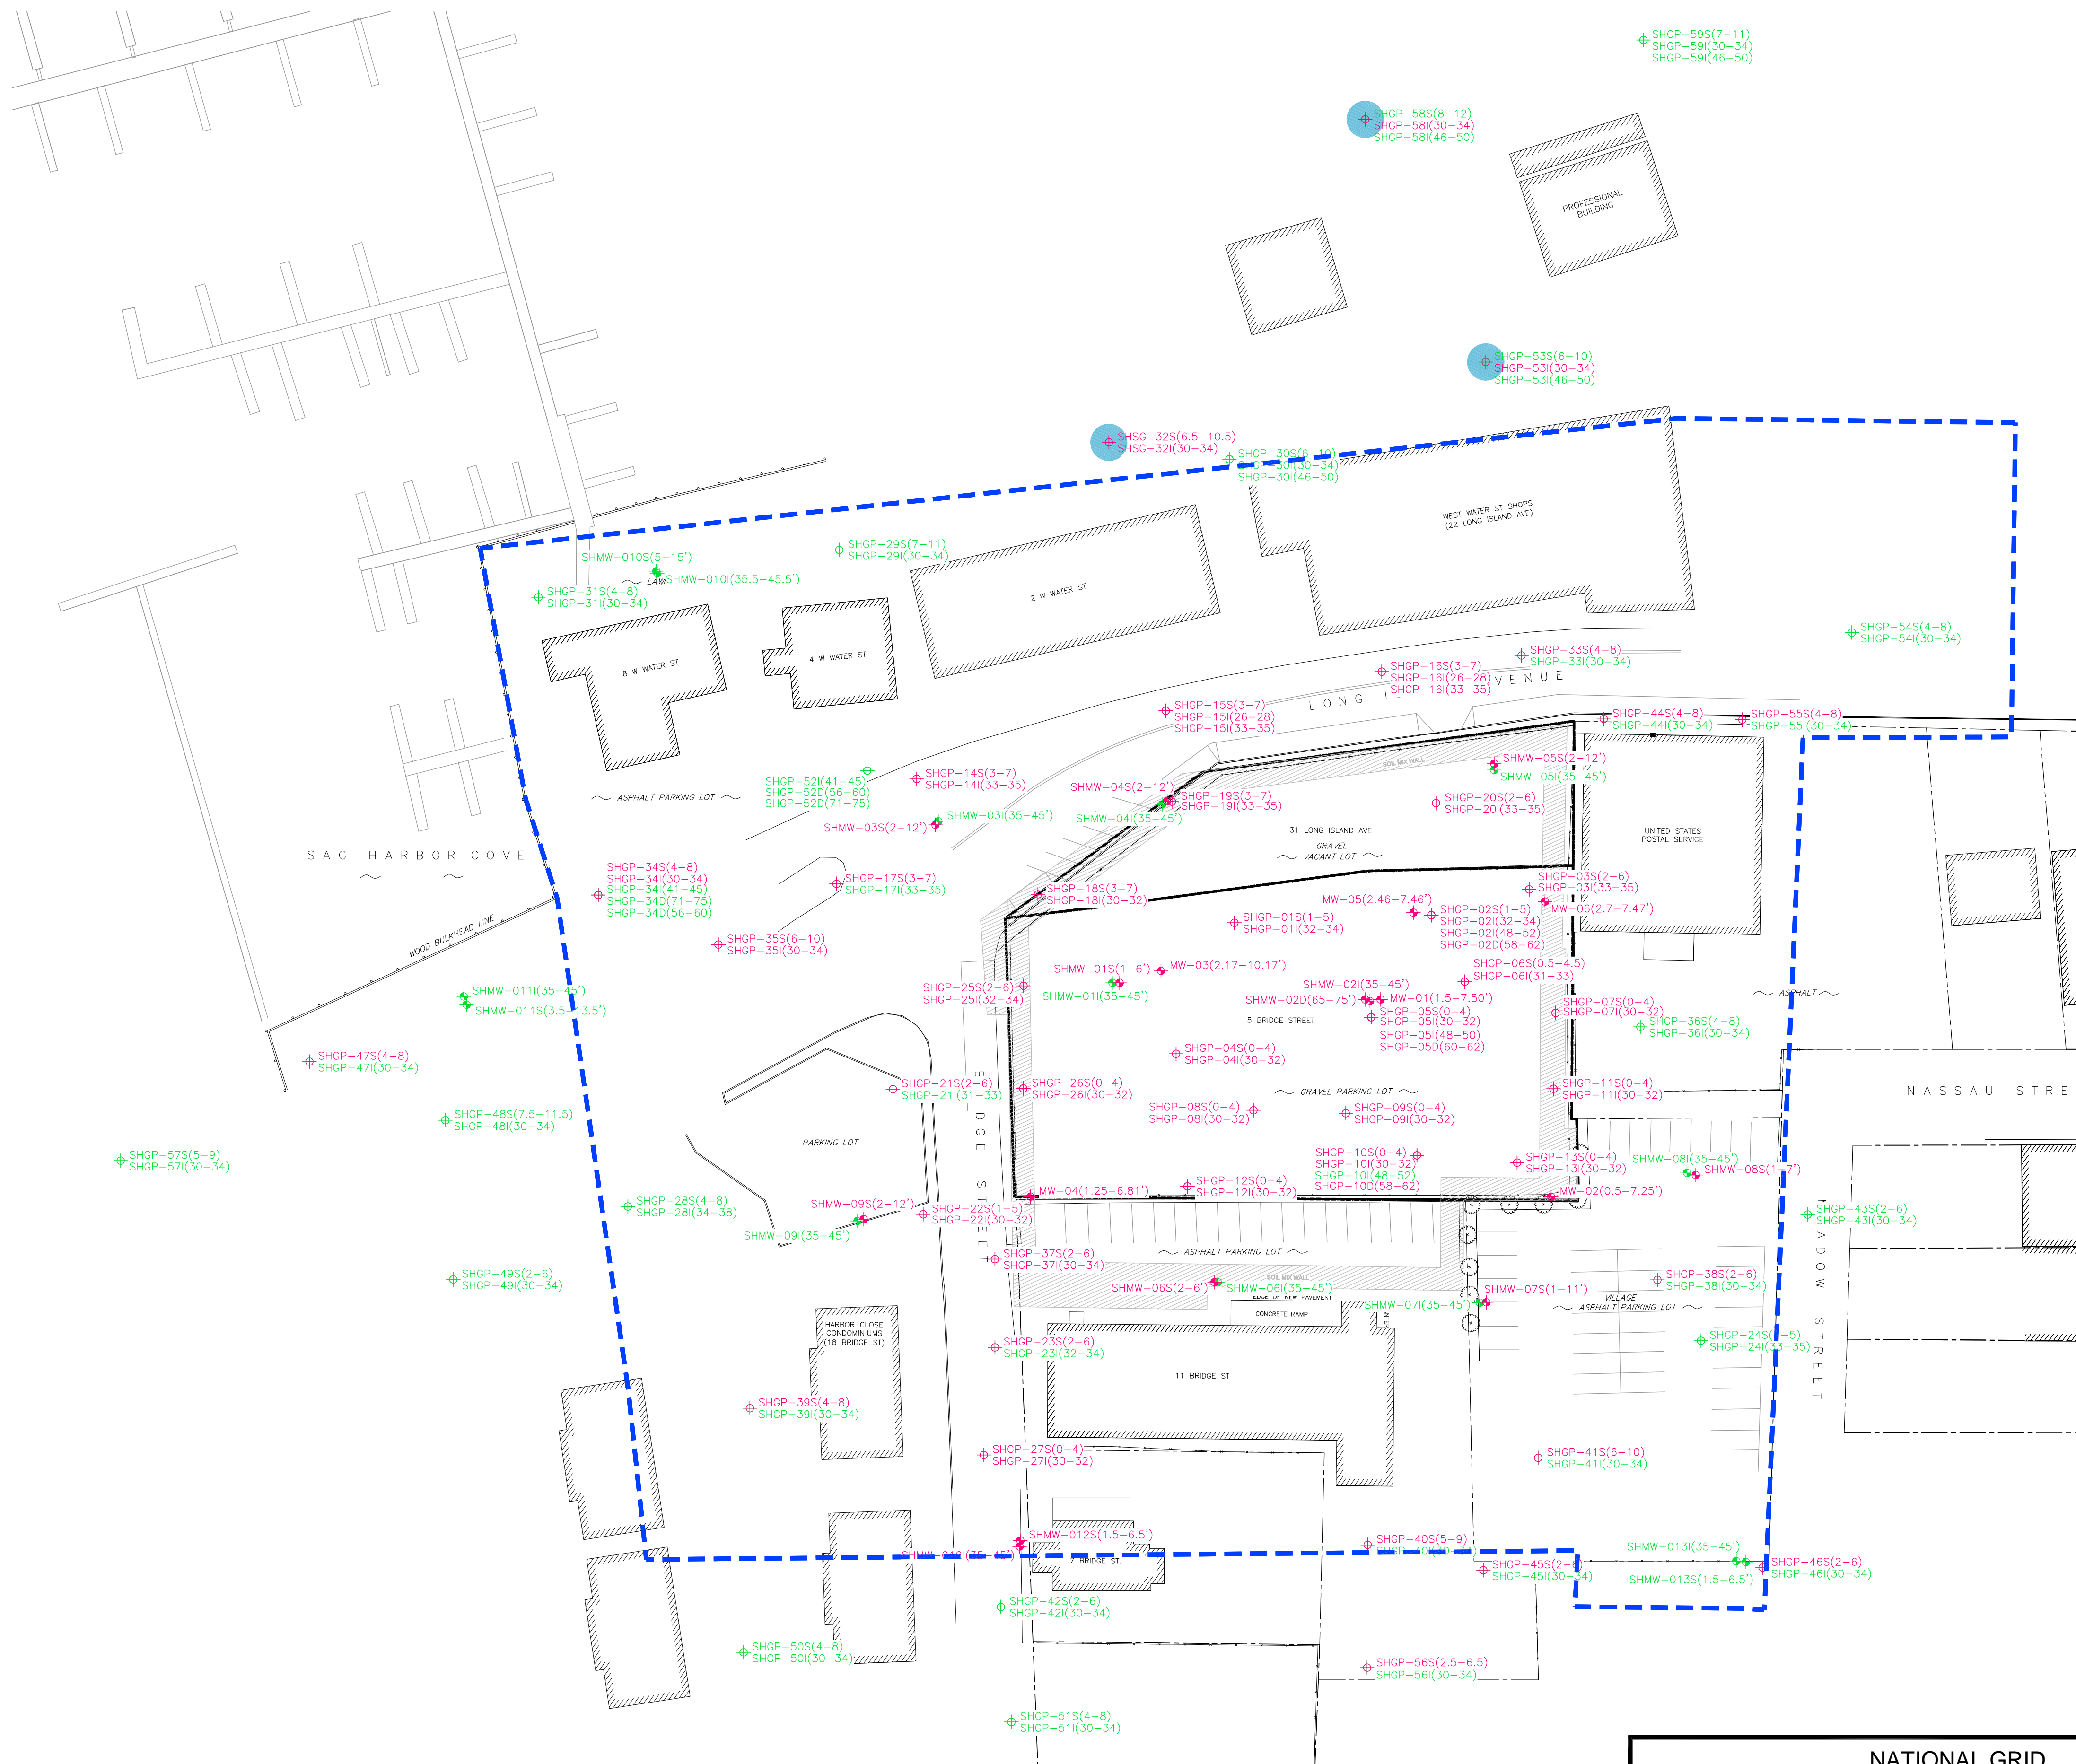 SHGP-59S(7-11)
SHGP-59I(30-34)
SHGP-59I(46-50)
SHGP-58S(8-12)
SHGP-58I(30-34)
SHGP-58I(46-50)
PROFESSIONAL
BUILDING
SHGP-53S(6-10)
SHGP-53I(30-34)
SHGP-53I(46-50)
SHSG-32S(6.5-10.5)
SHSG-32I(30-34)
SHGP-30S(6-10)
SHGP-30I(30-34)
SHGP-30I(46-50)
WEST WATER ST SHOPS
(22 LONG ISLAND AVE)
SHGP-29S(7-11)
SHGP-29I(30-34)
SHMW-010S(5-15')
SHMW-010I(35.5-45.5')
SHGP-31S(4-8)
SHGP-31I(30-34)
2 W WATER ST
4 W WATER ST
8 W WATER ST
SHGP-54S(4-8)
SHGP-54I(30-34)
SHGP-33S(4-8)
SHGP-33I(30-34)
SHGP-16S(3-7)
SHGP-16I(26-28)
SHGP-16I(33-35)
LONG I VENUE
SHGP-15S(3-7)
SHGP-15I(26-28)
SHGP-15I(33-35)
SHGP-44S(4-8)
SHGP-44I(30-34)
SHGP-55S(4-8)
SHGP-55I(30-34)
SHMW-05S(2-12')
SHMW-05I(35-45')
SOIL MIX WALL
SHGP-52I(41-45)
SHGP-52D(56-60)
SHGP-52D(71-75)
SHGP-14S(3-7)
SHGP-14I(33-35)
SHMW-04S(2-12')
SHGP-19S(3-7)
SHGP-19I(33-35)
SHMW-04I(35-45')
SHGP-20S(2-6)
SHGP-20I(33-35)
ASPHALT PARKING LOT
SHMW-03I(35-45')
SHMW-03S(2-12')
31 LONG ISLAND AVE
GRAVEL
VACANT LOT
UNITED STATES
POSTAL SERVICE
SAG HARBOR COVE
SHGP-34S(4-8)
SHGP-34I(30-34)
SHGP-34I(41-45)
SHGP-34D(71-75)
SHGP-34D(56-60)
SHGP-17S(3-7)
SHGP-17I(33-35)
SHGP-18S(3-7)
SHGP-18I(30-32)
SHGP-03S(2-6)
SHGP-03I(33-35)
MW-05(2.46-7.46')
MW-06(2.7-7.47')
SHGP-02S(1-5)
SHGP-02I(32-34)
SHGP-02I(48-52)
SHGP-02D(58-62)
SHGP-01S(1-5)
SHGP-01I(32-34)
WOOD BULKHEAD LINE
SHGP-35S(6-10)
SHGP-35I(30-34)
SHGP-06S(0.5-4.5)
SHGP-06I(31-33)
MW-03(2.17-10.17')
SHMW-01S(1-6')
SHMW-01I(35-45')
SHGP-25S(2-6)
SHGP-25I(32-34)
SHMW-02I(35-45')
SHMW-02D(65-75')
MW-01(1.5-7.50')
SHGP-05S(0-4)
SHGP-05I(30-32)
SHGP-05I(48-50)
SHGP-05D(60-62)
5 BRIDGE STREET
SHGP-07S(0-4)
SHGP-07I(30-32)
ASPHALT
SHGP-36S(4-8)
SHGP-36I(30-34)
SHMW-011I(35-45')
SHMW-011S(3.5-13.5')
SHGP-47S(4-8)
SHGP-47I(30-34)
SHGP-04S(0-4)
SHGP-04I(30-32)
SHGP-21S(2-6)
SHGP-21I(31-33)
SHGP-26S(0-4)
SHGP-26I(30-32)
GRAVEL PARKING LOT
SHGP-11S(0-4)
SHGP-11I(30-32)
NASSAU STRE
SHGP-08S(0-4)
SHGP-08I(30-32)
SHGP-09S(0-4)
SHGP-09I(30-32)
SHGP-48S(7.5-11.5)
SHGP-48I(30-34)
PARKING LOT
SHGP-57S(5-9)
SHGP-57I(30-34)
SHGP-10S(0-4)
SHGP-10I(30-32)
SHGP-10I(48-52)
SHGP-10D(58-62)
SHGP-13S(0-4)
SHGP-13I(30-32)
SHMW-08I(35-45')
SHMW-08S(1-7')
SHGP-12S(0-4)
SHGP-12I(30-32)
MW-04(1.25-6.81')
MW-02(0.5-7.25')
SHGP-28S(4-8)
SHGP-28I(34-38)
SHMW-09S(2-12')
SHMW-09I(35-45')
SHGP-22S(1-5)
SHGP-22I(30-32)
SHGP-43S(2-6)
SHGP-43I(30-34)
ASPHALT PARKING LOT
SHGP-37S(2-6)
SHGP-37I(30-34)
SHGP-49S(2-6)
SHGP-49I(30-34)
SOIL MIX WALL
SHMW-06S(2-6')
SHMW-06I(35-45')
EDGE OF NEW PAVEMENT
CONCRETE RAMP
SHMW-07S(1-11')
SHMW-07I(35-45')
SHGP-38S(2-6)
SHGP-38I(30-34)
VILLAGE
ASPHALT PARKING LOT
HARBOR CLOSE
CONDOMINIUMS
(18 BRIDGE ST)
SHGP-23S(2-6)
SHGP-23I(32-34)
SHGP-24I(33-35)
11 BRIDGE ST
SHGP-39S(4-8)
SHGP-39I(30-34)
SHGP-27S(0-4)
SHGP-27I(30-32)
SHGP-41S(6-10)
SHGP-41I(30-34)
SHMW-012S(1.5-6.5')
SHMW-012I(35-45')
7 BRIDGE ST.
SHGP-40S(5-9)
SHGP-45S(2-6)
SHGP-45I(30-34)
SHMW-013I(35-45')
SHMW-013S(1.5-6.5')
SHGP-46S(2-6)
SHGP-46I(30-34)
SHGP-42S(2-6)
SHGP-42I(30-34)
SHGP-50S(4-8)
SHGP-50I(30-34)
SHGP-56S(2.5-6.5)
SHGP-56I(30-34)
SHGP-51S(4-8)
SHGP-51I(30-34)
NATIONAL GRID